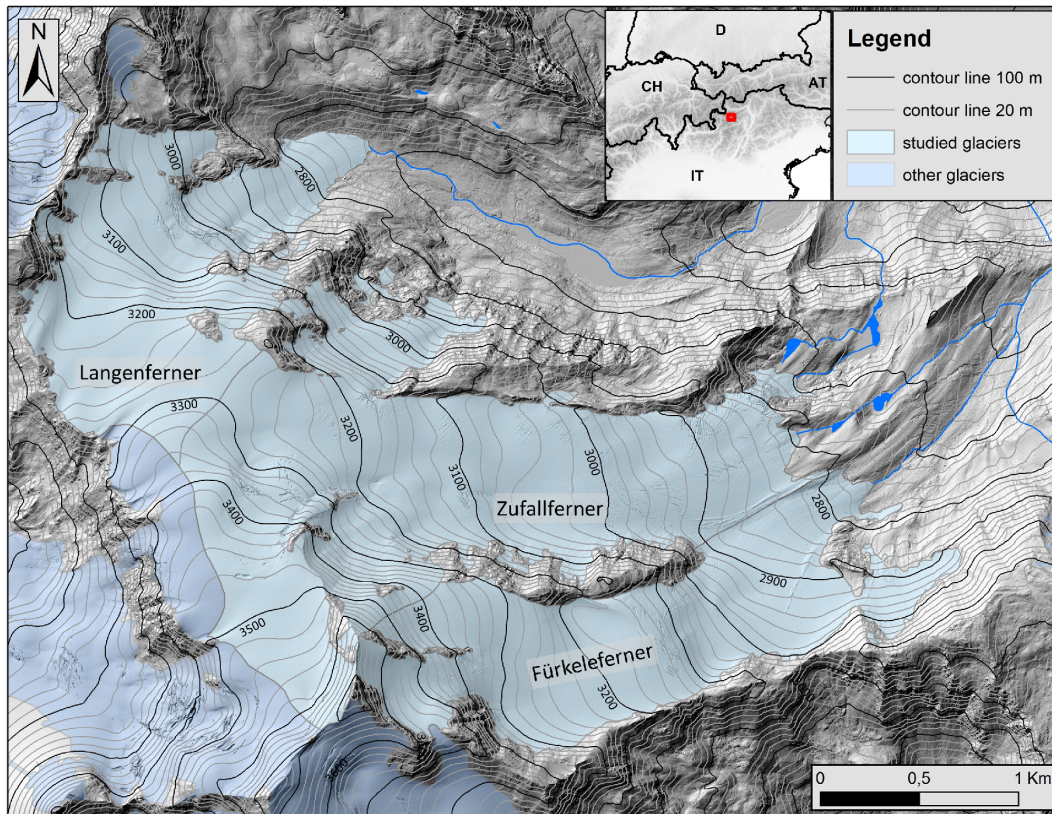 N
D
CH
AT
IT
Legend
contour line 100 m
contour line 20 m
studied glaciers
other glaciers
3000
2800
3100
3200
3000
Langenferner
3300
3200
3100
3000
3400
Zufallferner
2800
2900
3500
3400
Fürkeleferner
3200
0 0,5 1 Km